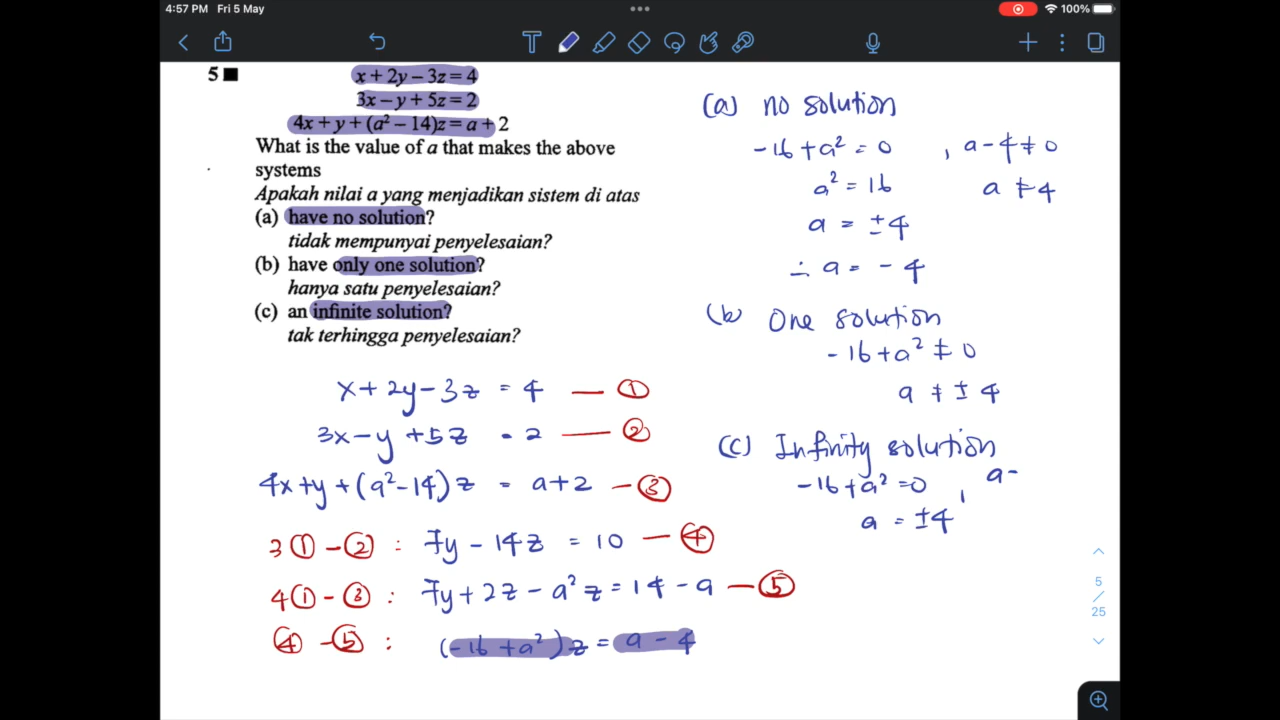 4:57 PM Fri 5 May
100%
5 ■
x + 2y – 3z = 4
3x – y + 5z = 2
4x + y + (a² – 14)z = a + 2
What is the value of a that makes the above
systems
Apakah nilai a yang menjadikan sistem di atas
(a) have no solution?
tidak mempunyai penyelesaian?
(b) have only one solution?
hanya satu penyelesaian?
(c) an infinite solution?
tak terhingga penyelesaian?
x + 2y – 3z = 4 — ①
3x – y + 5z = 2 — ②
4x + y + (a² – 14) z = a + 2 — ③
3 ① – ② : 7y – 14z = 10 — ④
4 ① – ③ : 7y + 2z – a² z = 14 – a — ⑤
④ – ⑤ : (–16 + a²) z = a – 4
(a) no solution
–16 + a² = 0 , a – 4 ≠ 0
a² = 16 a ≠ 4
a = ± 4
∴ a = – 4
(b) One solution
–16 + a² ≠ 0
a ≠ ± 4
(c) Infinity solution
–16 + a² = 0 , a –
a = ±4
5
/
25